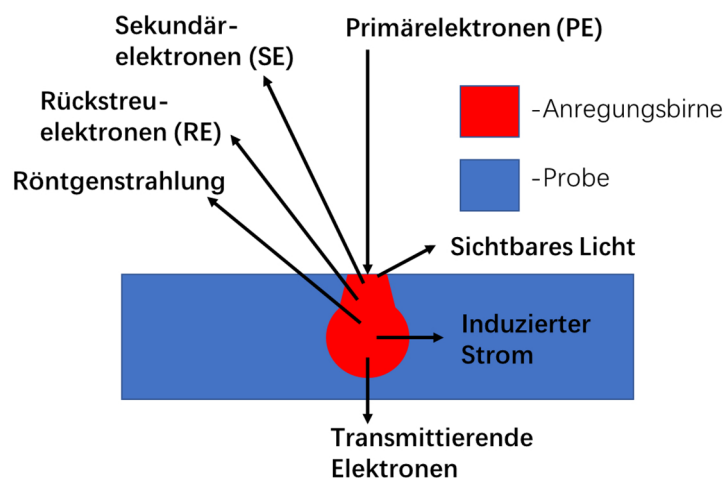 Sekundär-
elektronen (SE)
Primärelektronen (PE)
Rückstreu-
elektronen (RE)
Röntgenstrahlung
-Anregungsbirne
-Probe
Sichtbares Licht
Induzierter
Strom
Transmittierende
Elektronen